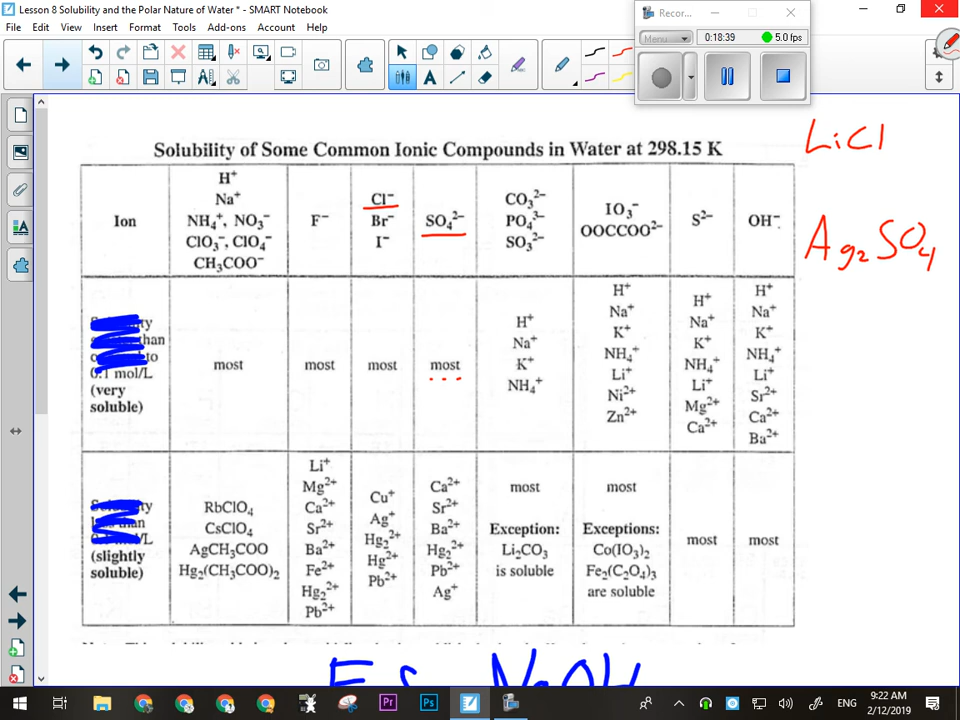 Lesson 8 Solubility and the Polar Nature of Water * - SMART Notebook
Recor...
File Edit View Insert Format Tools Add-ons Account Help
Menu
0:18:39
5.0 fps
Solubility of Some Common Ionic Compounds in Water at 298.15 K
LiCl
Ag₂SO₄
Ion
H⁺
Na⁺
NH₄⁺, NO₃⁻
ClO₃⁻, ClO₄⁻
CH₃COO⁻
F⁻
Cl⁻
Br⁻
I⁻
SO₄²⁻
CO₃²⁻
PO₄³⁻
SO₃²⁻
IO₃⁻
OOCCOO²⁻
S²⁻
OH⁻
0.1 mol/L
(very
soluble)
most
most
most
most
H⁺
Na⁺
K⁺
NH₄⁺
H⁺
Na⁺
K⁺
NH₄⁺
Li⁺
Ni²⁺
Zn²⁺
H⁺
Na⁺
K⁺
NH₄⁺
Li⁺
Mg²⁺
Ca²⁺
H⁺
Na⁺
K⁺
NH₄⁺
Li⁺
Sr²⁺
Ca²⁺
Ba²⁺
(slightly
soluble)
RbClO₄
CsClO₄
AgCH₃COO
Hg₂(CH₃COO)₂
Li⁺
Mg²⁺
Ca²⁺
Sr²⁺
Ba²⁺
Fe²⁺
Hg₂²⁺
Pb²⁺
Cu⁺
Ag⁺
Hg₂²⁺
Hg²⁺
Pb²⁺
Ca²⁺
Sr²⁺
Ba²⁺
Hg₂²⁺
Pb²⁺
Ag⁺
most
Exception:
Li₂CO₃
is soluble
most
Exceptions:
Co(IO₃)₂
Fe₂(C₂O₄)₃
are soluble
most
most
NaOH
ENG
9:22 AM
2/12/2019